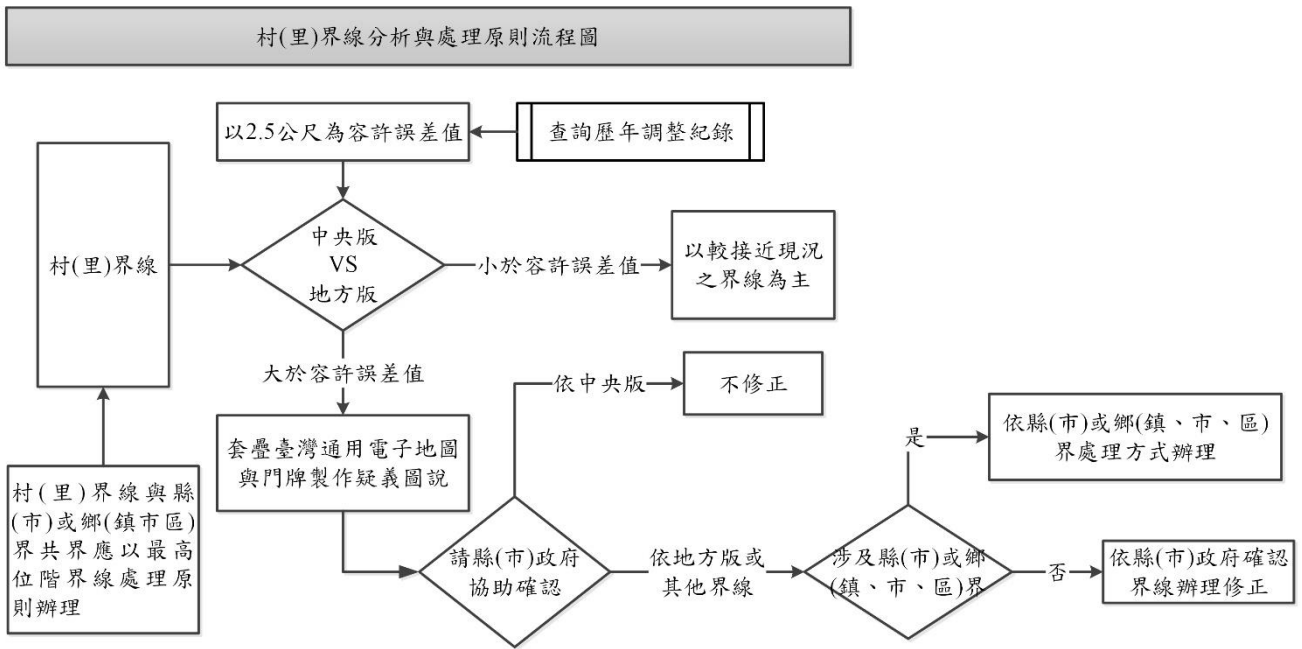 村(里)界線分析與處理原則流程圖
以2.5公尺為容許誤差值
查詢歷年調整紀錄
村(里)界線
中央版
VS
地方版
小於容許誤差值
以較接近現況
之界線為主
大於容許誤差值
依中央版
不修正
套疊臺灣通用電子地圖
與門牌製作疑義圖說
是
依縣(市)或鄉(鎮、市、區)
界處理方式辦理
村(里)界線與縣
(市)或鄉(鎮市區)
界共界應以最高
位階界線處理原
則辦理
請縣(市)政府
協助確認
依地方版或
其他界線
涉及縣(市)或鄉
(鎮、市、區)界
否
依縣(市)政府確認
界線辦理修正